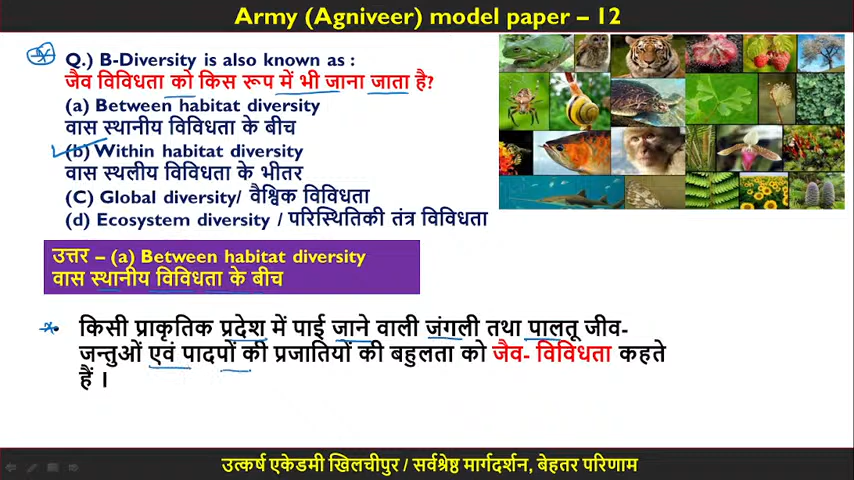 Army (Agniveer) model paper – 12
Q.) B-Diversity is also known as :
जैव विविधता को किस रूप में भी जाना जाता है?
(a) Between habitat diversity
वास स्थानीय विविधता के बीच
(b) Within habitat diversity
वास स्थलीय विविधता के भीतर
(C) Global diversity/ वैश्विक विविधता
(d) Ecosystem diversity / परिस्थितिकी तंत्र विविधता
उत्तर – (a) Between habitat diversity
वास स्थानीय विविधता के बीच
किसी प्राकृतिक प्रदेश में पाई जाने वाली जंगली तथा पालतू जीव-
जन्तुओं एवं पादपों की प्रजातियों की बहुलता को जैव- विविधता कहते
हैं ।
उत्कर्ष एकेडमी खिलचीपुर / सर्वश्रेष्ठ मार्गदर्शन, बेहतर परिणाम